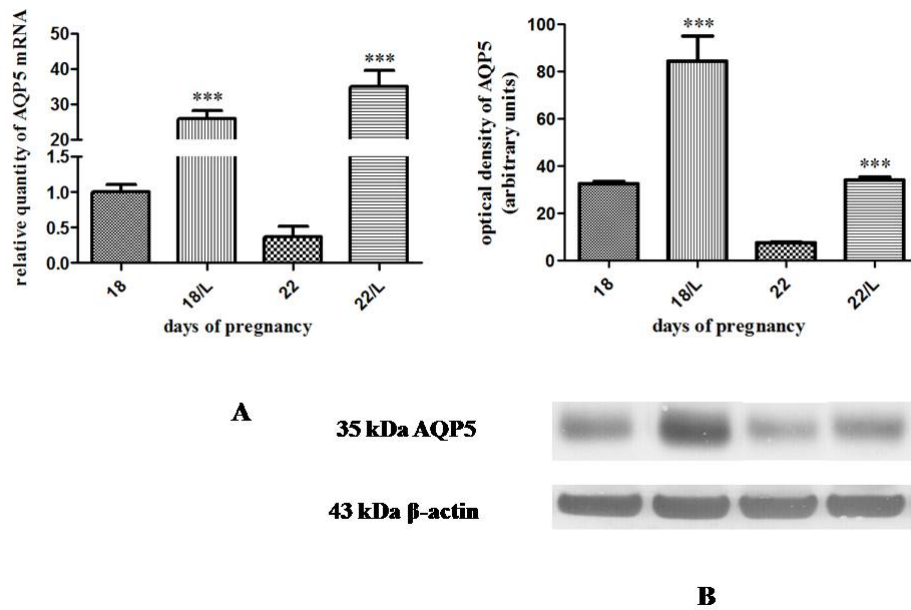 relative quantity of AQP5 mRNA
50
40
30
20
1.5
1.0
0.5
0.0
***
***
18
18/L
22
22/L
days of pregnancy
A
optical density of AQP5
(arbitrary units)
100
80
60
40
20
0
***
***
18
18/L
22
22/L
days of pregnancy
35 kDa AQP5
43 kDa β-actin
B